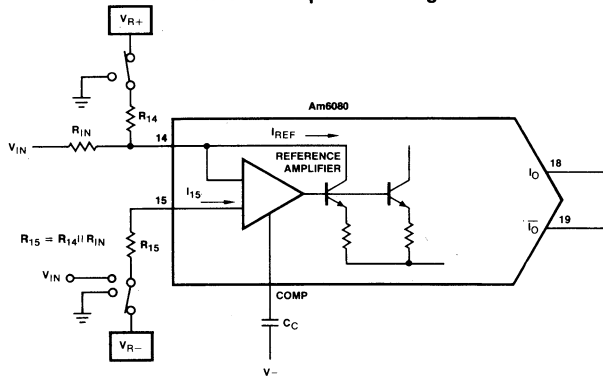 VR+
Am6080
R14
RIN
VIN
14
IREF
REFERENCE
AMPLIFIER
18
IO
15
I15
19
IO
R15 = R14 || RIN
R15
VIN
COMP
CC
VR−
V−